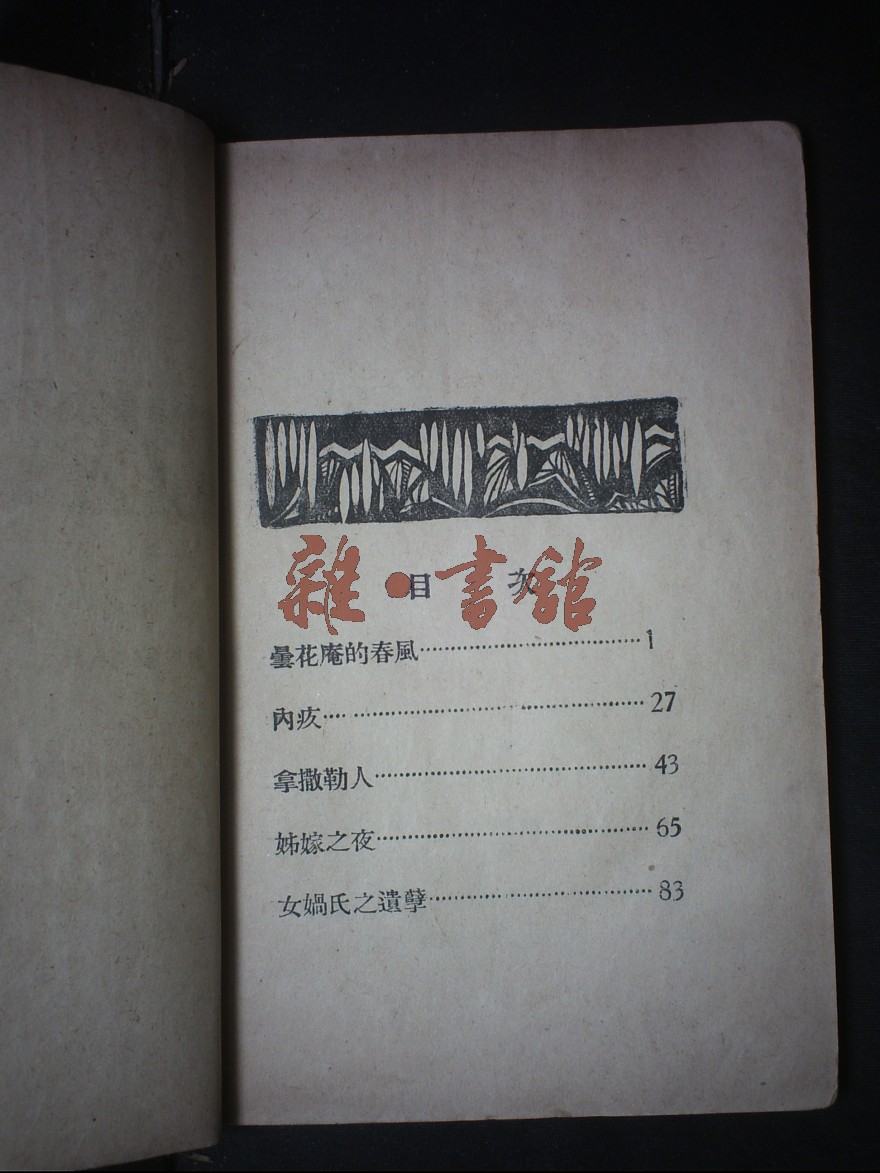 雜·書館
目 次
曇花庵的春風…………………………1
內疚…………………………27
拿撒勒人…………………………43
姊嫁之夜…………………………65
女媧氏之遺孽…………………………83